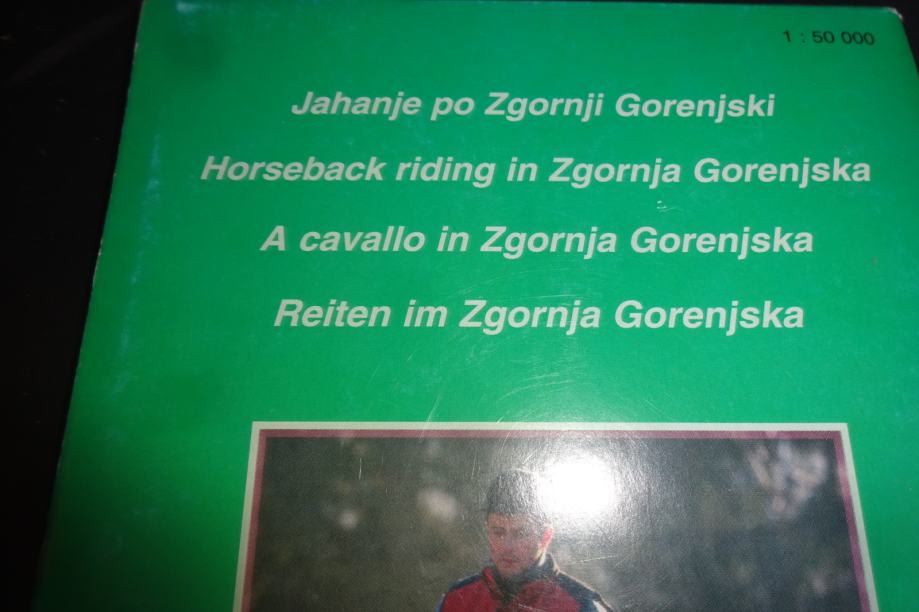 1 : 50 000
Jahanje po Zgornji Gorenjski
Horseback riding in Zgornja Gorenjska
A cavallo in Zgornja Gorenjska
Reiten im Zgornja Gorenjska